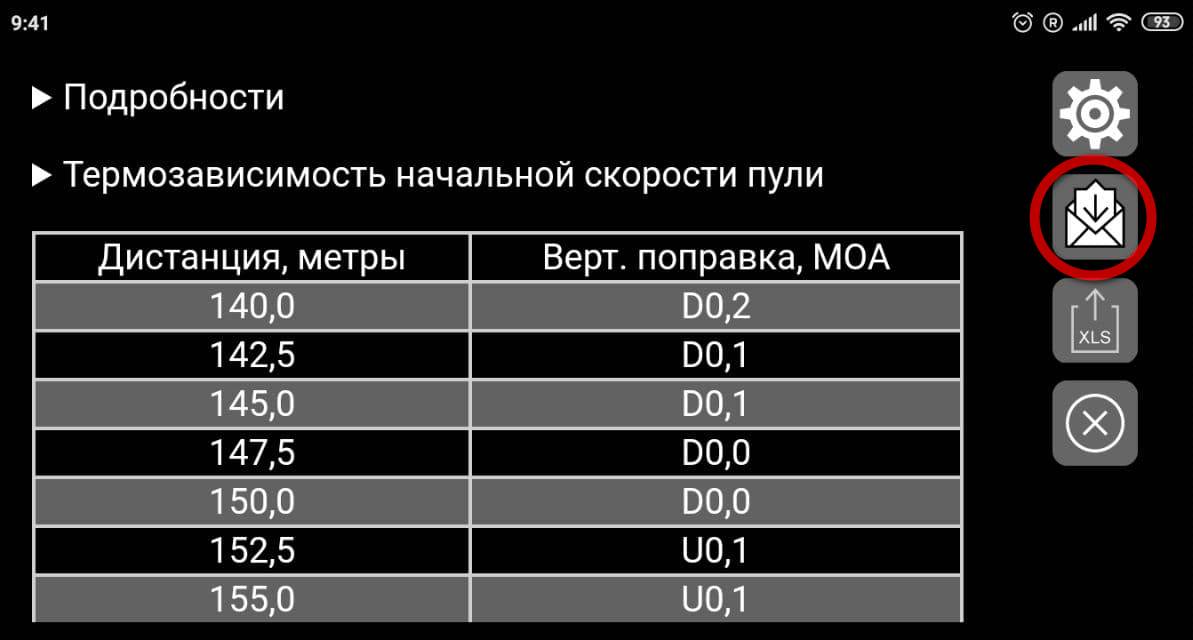 9:41
R
93
Подробности
Термозависимость начальной скорости пули
Дистанция, метры Верт. поправка, МОА
140,0 D0,2
142,5 D0,1
145,0 D0,1
147,5 D0,0
150,0 D0,0
152,5 U0,1
155,0 U0,1
XLS